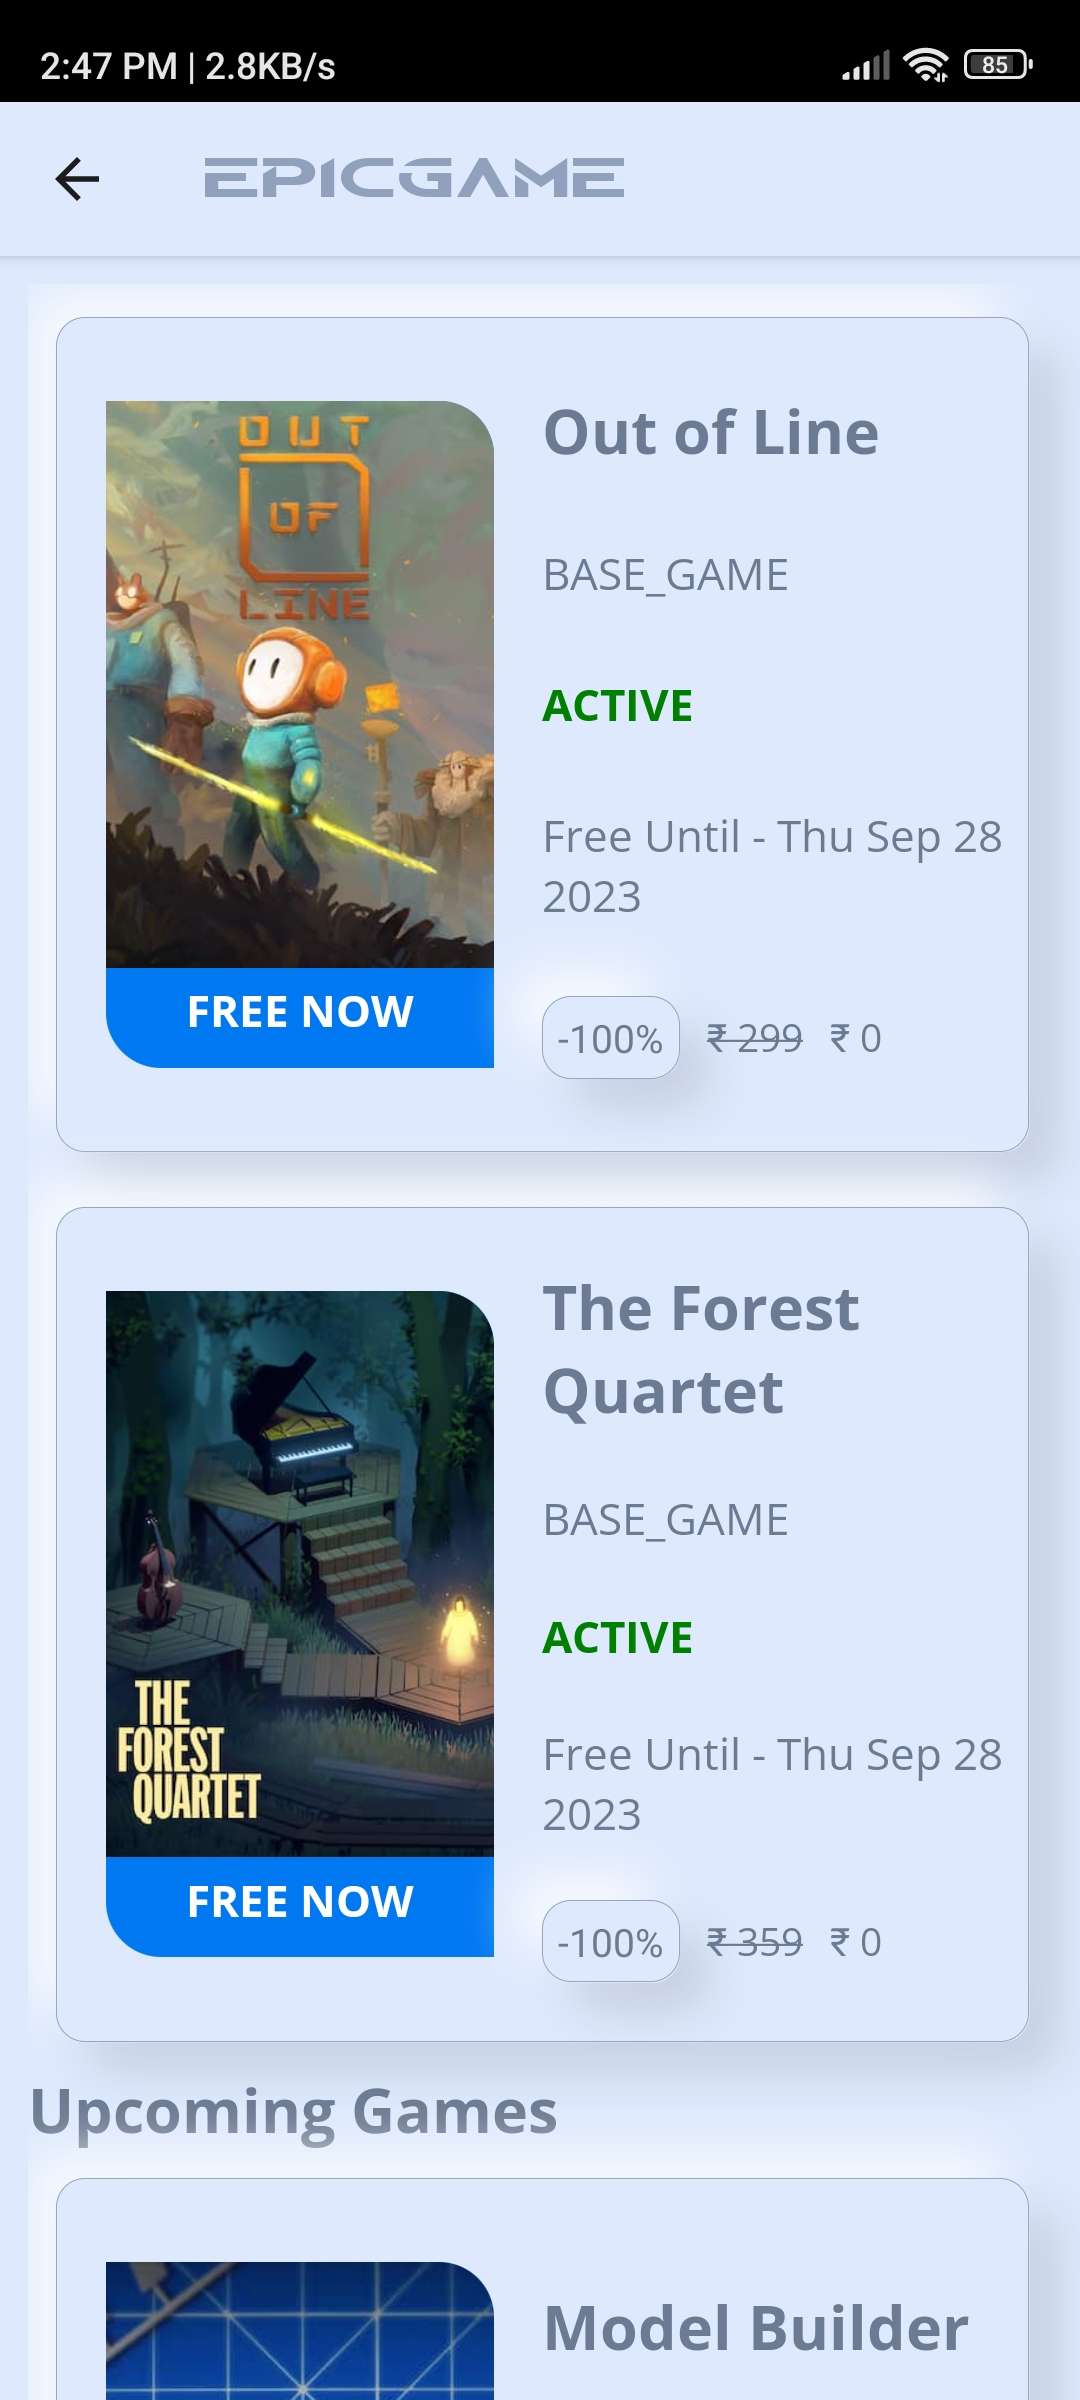 2:47 PM | 2.8KB/s
85
EPICGAME
OUT
OF
LINE
FREE NOW
Out of Line
BASE_GAME
ACTIVE
Free Until - Thu Sep 28
2023
-100% ₹ 299 ₹ 0
THE
FOREST
QUARTET
FREE NOW
The Forest
Quartet
BASE_GAME
ACTIVE
Free Until - Thu Sep 28
2023
-100% ₹ 359 ₹ 0
Upcoming Games
Model Builder